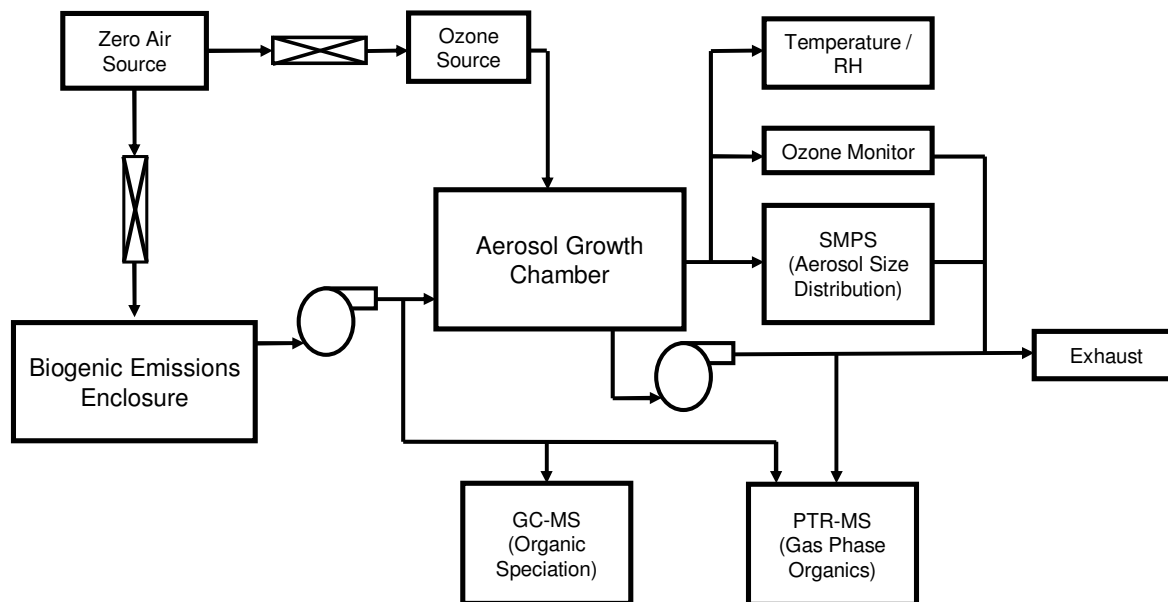 Zero Air
Source
Ozone
Source
Temperature /
RH
Ozone Monitor
Aerosol Growth
Chamber
SMPS
(Aerosol Size
Distribution)
Biogenic Emissions
Enclosure
Exhaust
GC-MS
(Organic
Speciation)
PTR-MS
(Gas Phase
Organics)